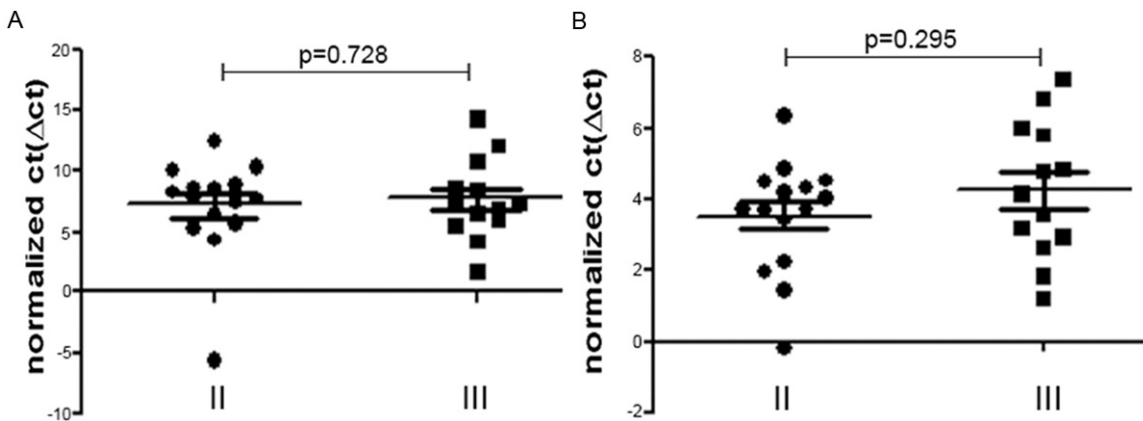 A
normalized ct(Δct)
20
15
10
5
0
-5
-10
p=0.728
II
III
B
normalized ct(Δct)
8
6
4
2
0
-2
p=0.295
II
III